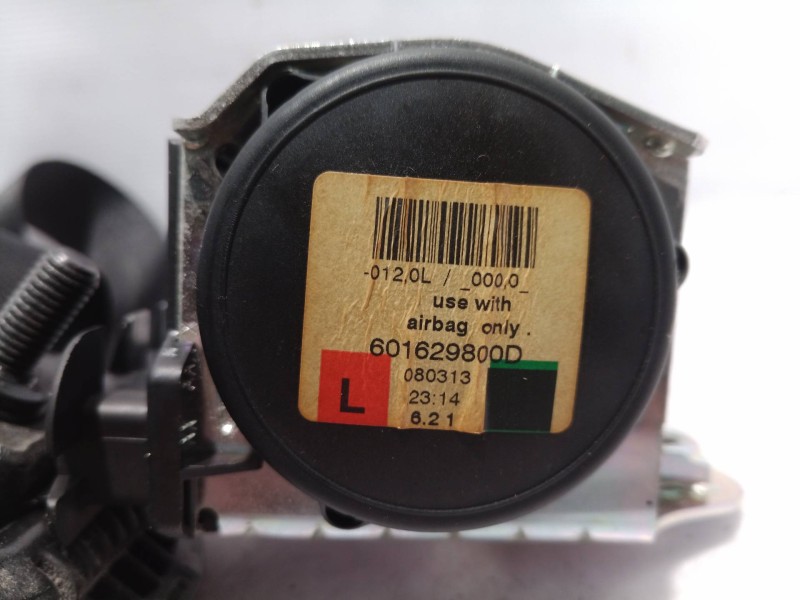 -012,0L / _000,0_
use with
airbag only.
601629800D
L
080313
23:14
6.21